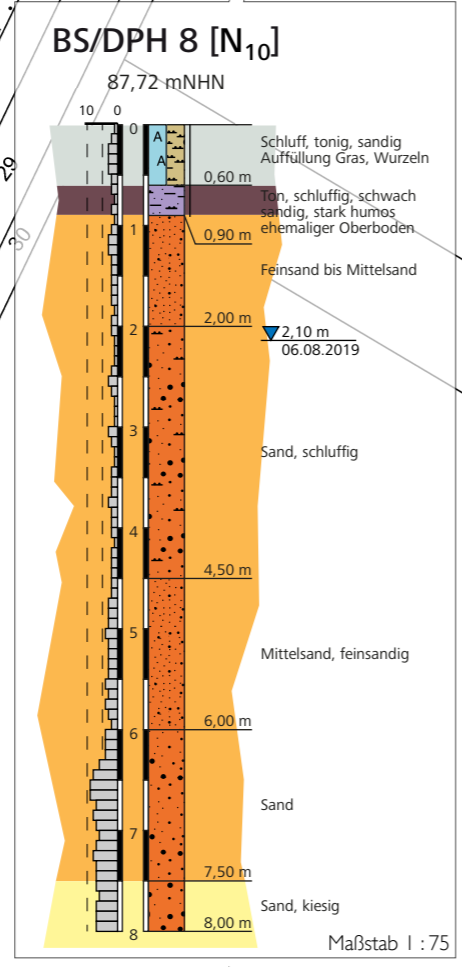 BS/DPH 8 [N10]
87,72 mNHN
10 0
0
A
A
Schluff, tonig, sandig
Auffüllung Gras, Wurzeln
0,60 m
29
Ton, schluffig, schwach
sandig, stark humos
ehemaliger Oberboden
30
1
0,90 m
Feinsand bis Mittelsand
2,00 m
2
2,10 m
06.08.2019
3
Sand, schluffig
4
4,50 m
5
Mittelsand, feinsandig
6,00 m
6
Sand
7
7,50 m
Sand, kiesig
8,00 m
8
Maßstab 1 : 75